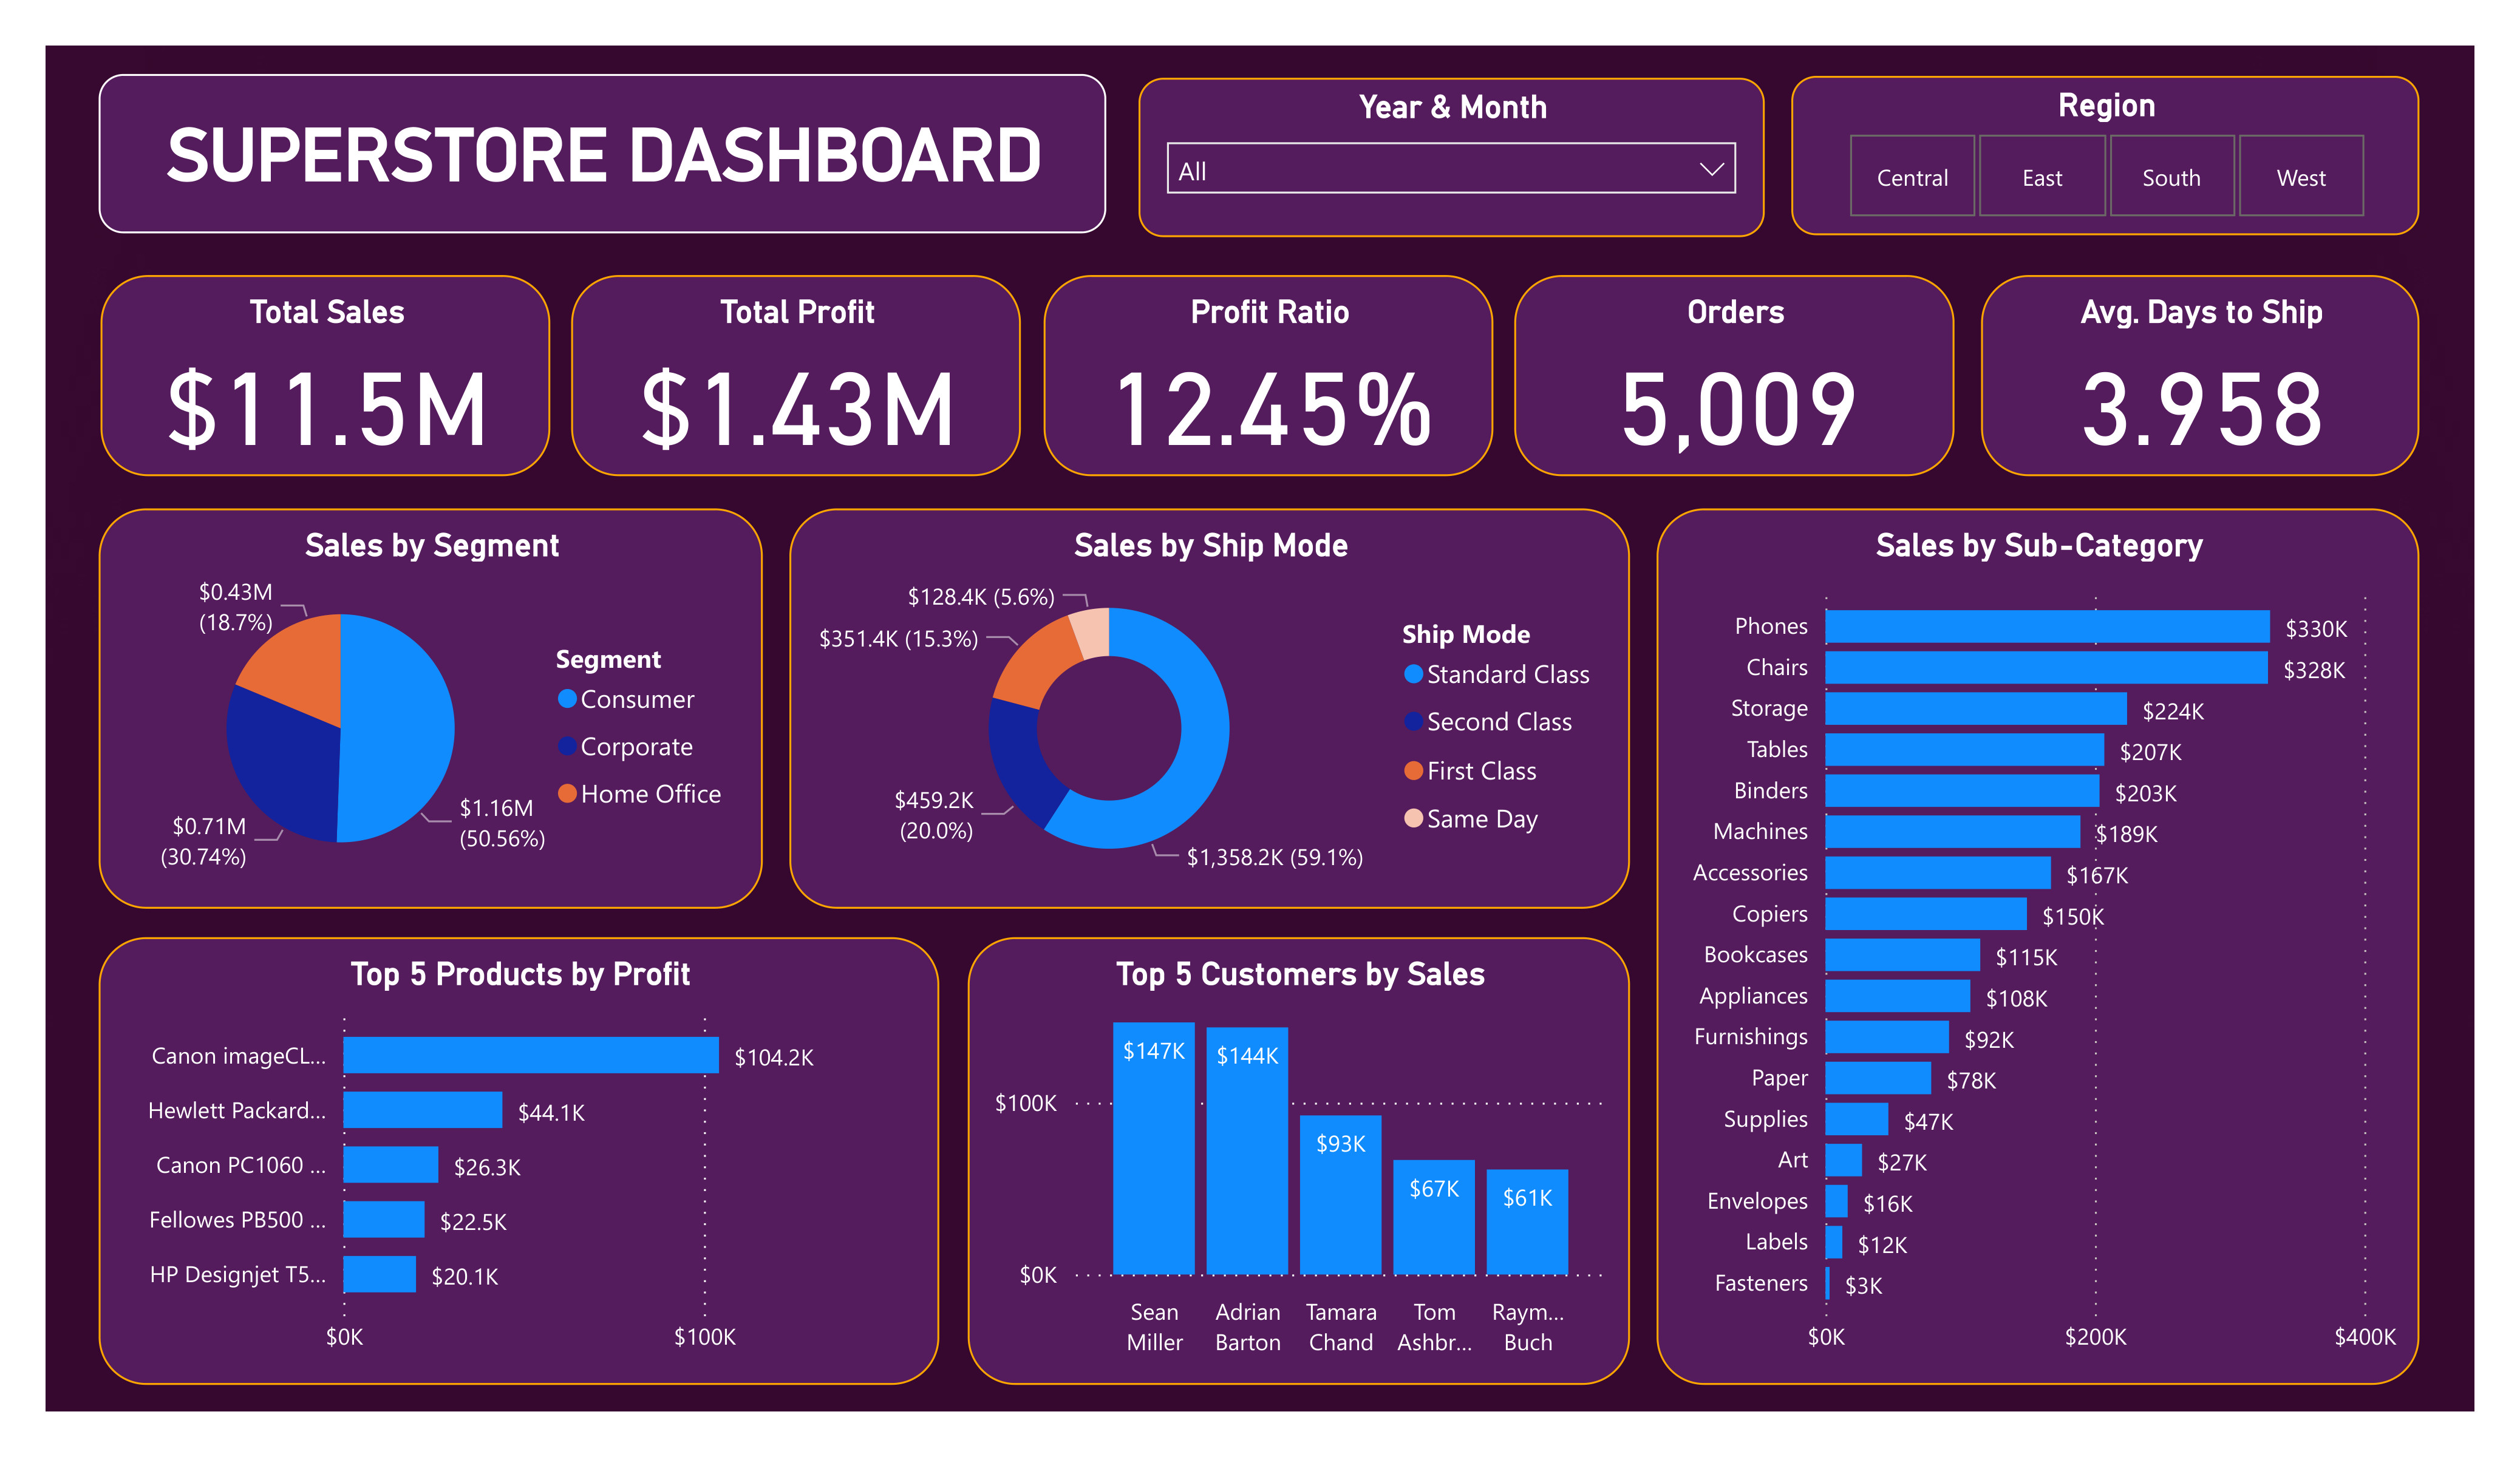 SUPERSTORE DASHBOARD
Year & Month
All
Region
Central
East
South
West
Total Sales
$11.5M
Total Profit
$1.43M
Profit Ratio
12.45%
Orders
5,009
Avg. Days to Ship
3.958
Sales by Segment
$0.43M
(18.7%)
$0.71M
(30.74%)
$1.16M
(50.56%)
Segment
Consumer
Corporate
Home Office
Sales by Ship Mode
$128.4K (5.6%)
$351.4K (15.3%)
$459.2K
(20.0%)
$1,358.2K (59.1%)
Ship Mode
Standard Class
Second Class
First Class
Same Day
Sales by Sub-Category
Phones $330K
Chairs $328K
Storage $224K
Tables $207K
Binders $203K
Machines $189K
Accessories $167K
Copiers $150K
Bookcases $115K
Appliances $108K
Furnishings $92K
Paper $78K
Supplies $47K
Art $27K
Envelopes $16K
Labels $12K
Fasteners $3K
$0K $200K $400K
Top 5 Products by Profit
Canon imageCL... $104.2K
Hewlett Packard... $44.1K
Canon PC1060 ... $26.3K
Fellowes PB500 ... $22.5K
HP Designjet T5... $20.1K
$0K $100K
Top 5 Customers by Sales
$147K $144K $93K $67K $61K
$100K
$0K
Sean Miller
Adrian Barton
Tamara Chand
Tom Ashbr...
Raym... Buch